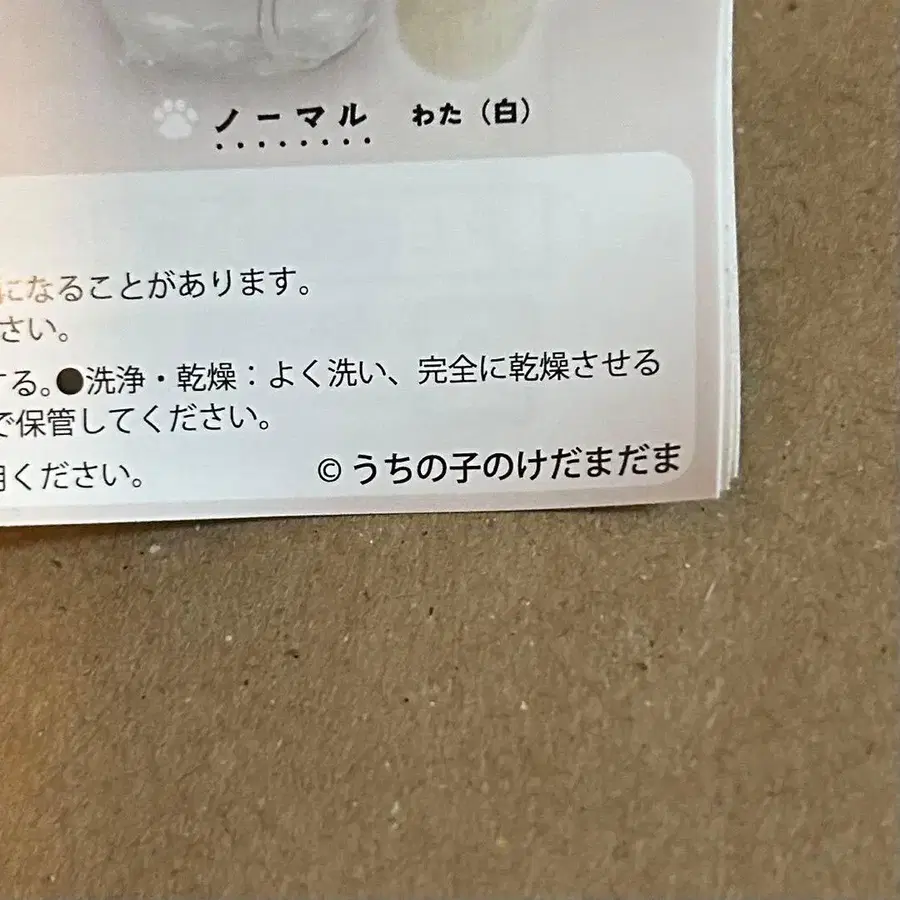 ノーマル わた（白）
になることがあります。
さい。
する。●洗浄・乾燥：よく洗い、完全に乾燥させる
で保管してください。
用ください。
© うちの子のけだまだま